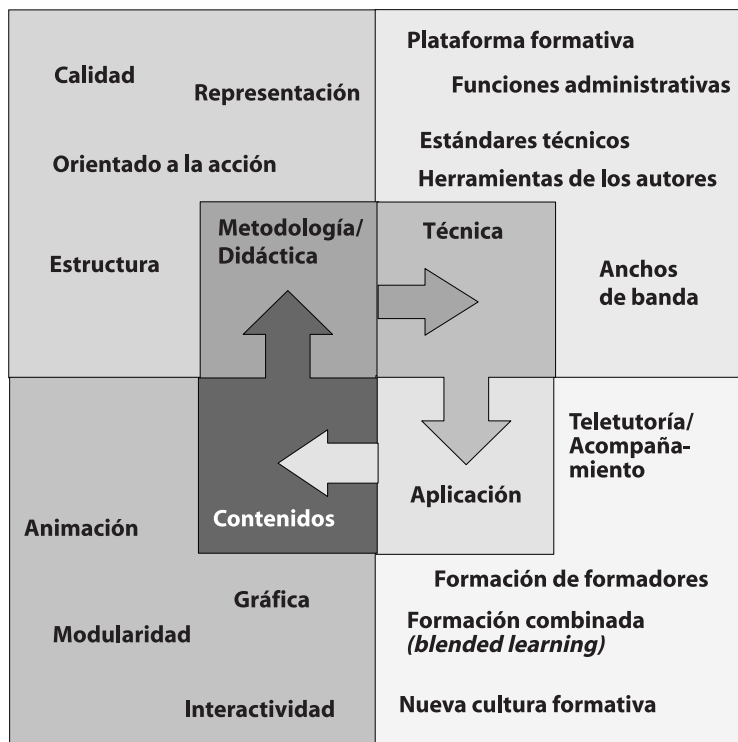 Calidad
Representación
Orientado a la acción
Estructura
Metodología/
Didáctica
Plataforma formativa
Funciones administrativas
Estándares técnicos
Herramientas de los autores
Técnica
Anchos
de banda
Contenidos
Animación
Gráfica
Modularidad
Interactividad
Aplicación
Teletutoría/
Acompaña-
miento
Formación de formadores
Formación combinada
(blended learning)
Nueva cultura formativa